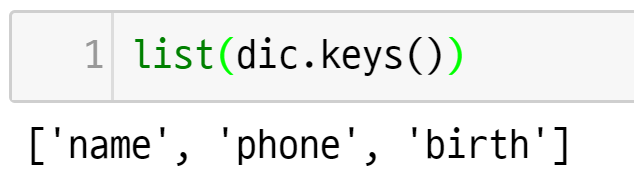 1 list(dic.keys())
['name', 'phone', 'birth']